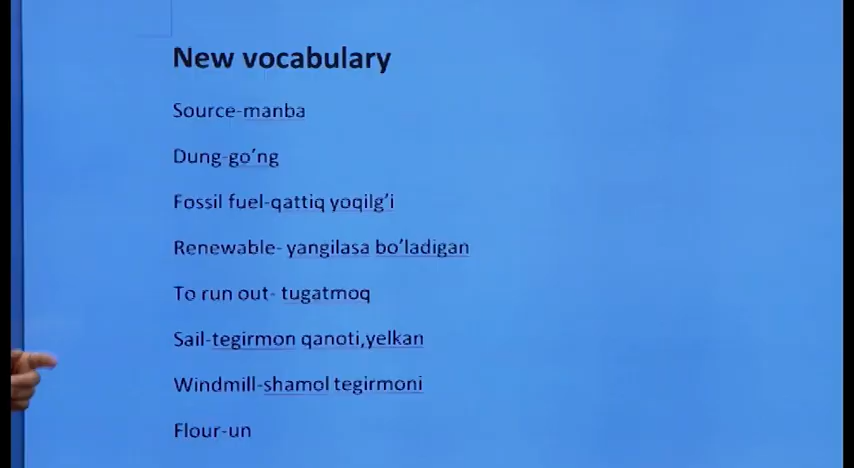 New vocabulary
Source-manba
Dung-go’ng
Fossil fuel-qattiq yoqilg’i
Renewable- yangilasa bo’ladigan
To run out- tugatmoq
Sail-tegirmon qanoti,yelkan
Windmill-shamol tegirmoni
Flour-un